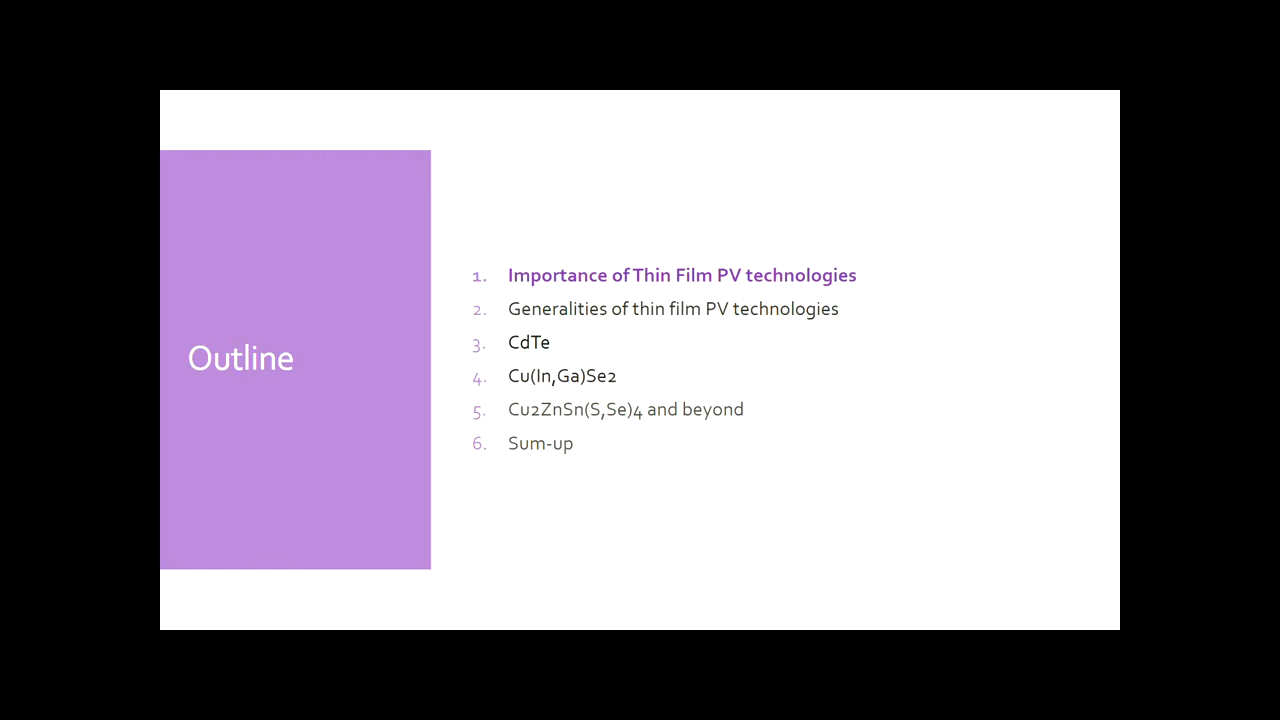 Outline
1. Importance of Thin Film PV technologies
2. Generalities of thin film PV technologies
3. CdTe
4. Cu(In,Ga)Se2
5. Cu2ZnSn(S,Se)4 and beyond
6. Sum-up